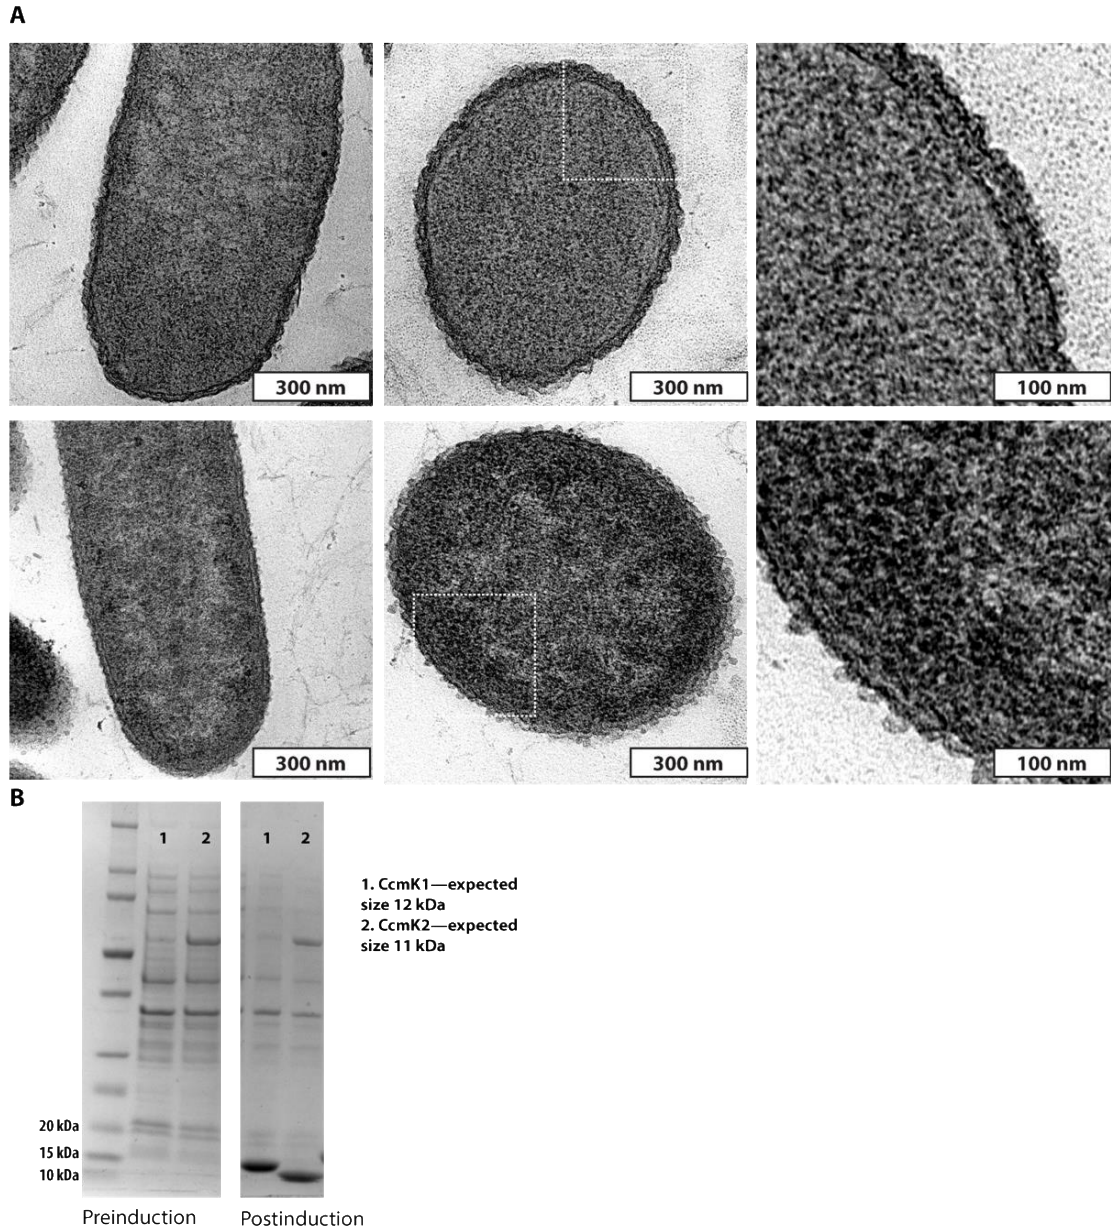 A
300 nm
300 nm
100 nm
300 nm
300 nm
100 nm
B
1 2 1 2
1. CcmK1—expected
size 12 kDa
2. CcmK2—expected
size 11 kDa
20 kDa
15 kDa
10 kDa
Preinduction Postinduction